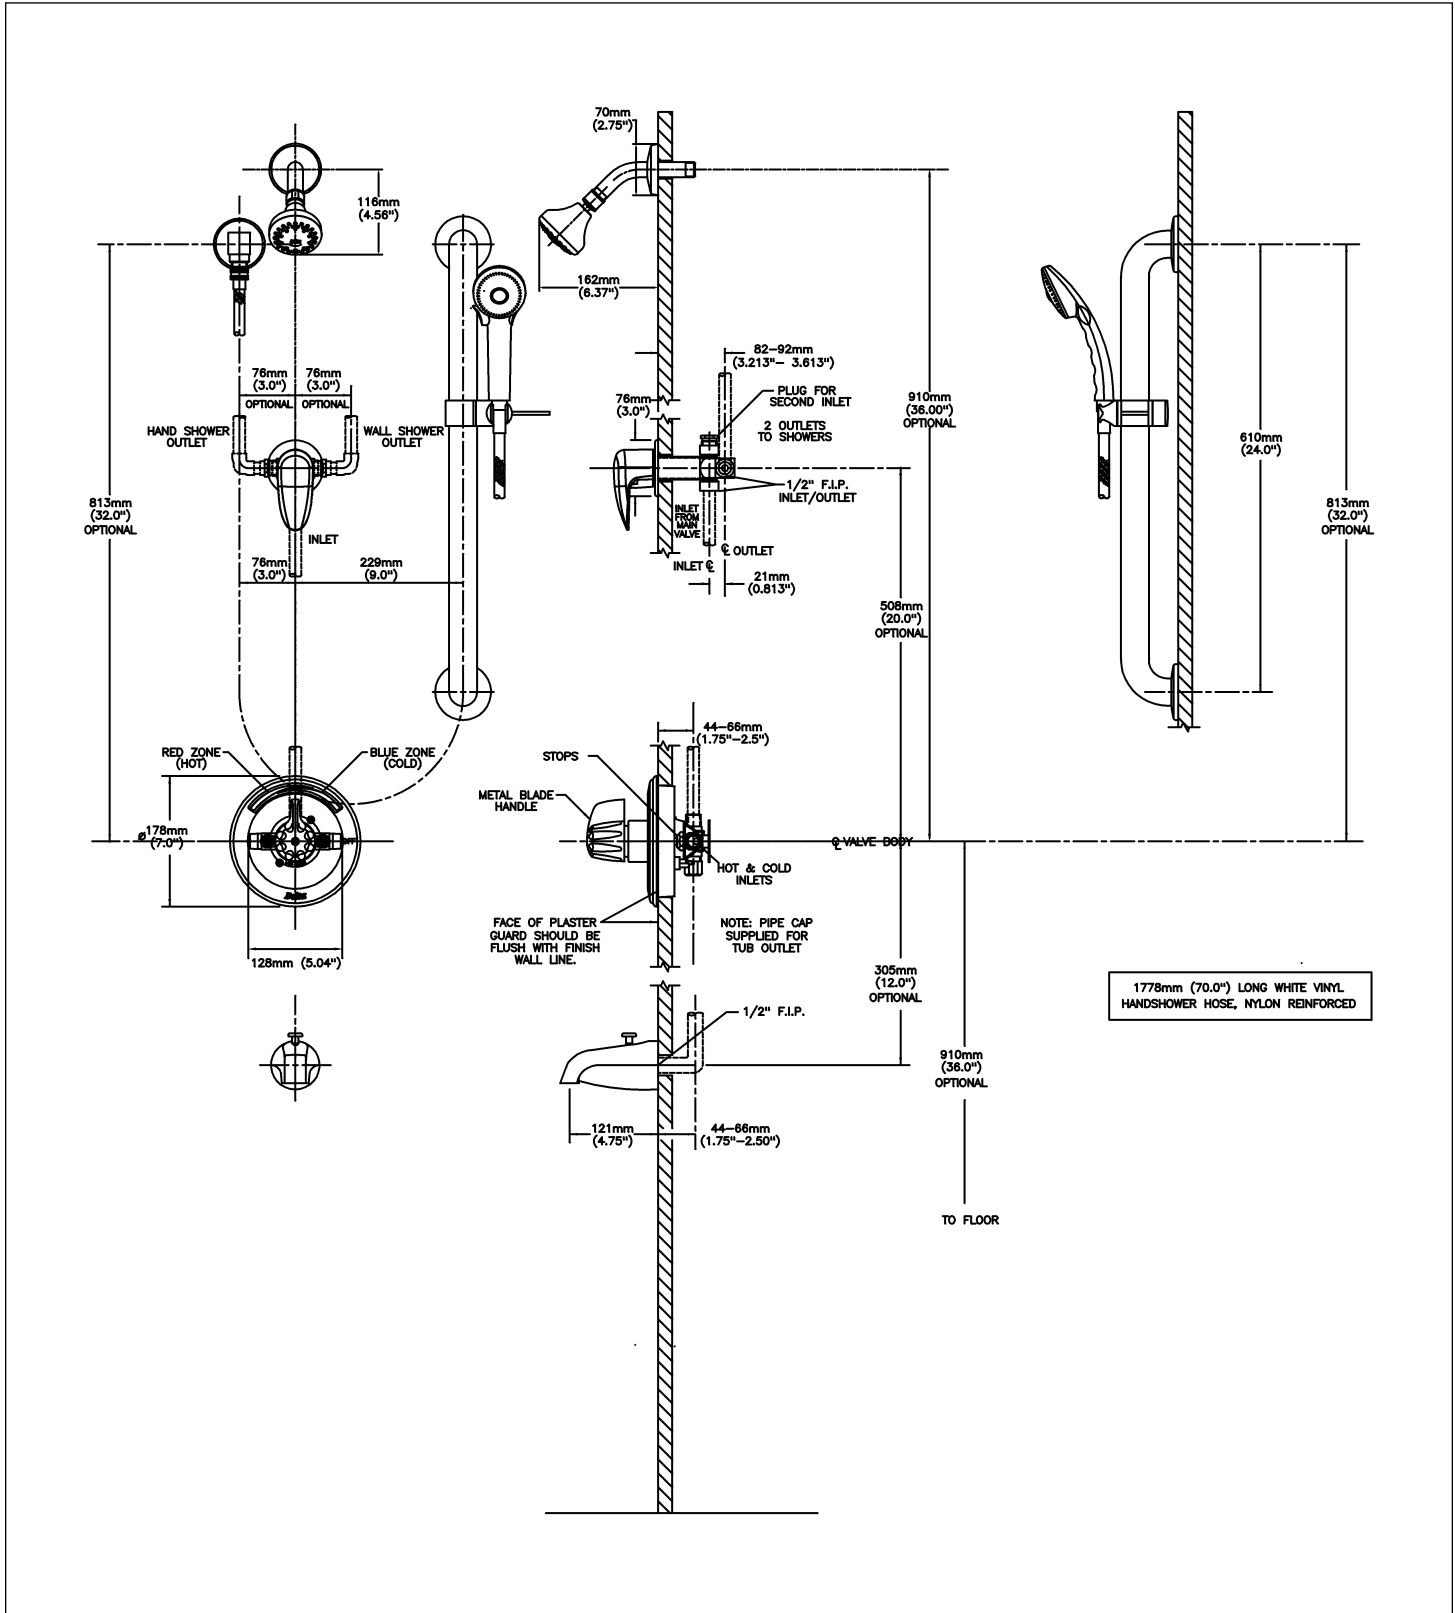 70mm
(2.75")
116mm
(4.56")
162mm
(6.37")
82-92mm
(3.213"- 3.613")
76mm
(3.0")
OPTIONAL
76mm
(3.0")
OPTIONAL
PLUG FOR
SECOND INLET
76mm
(3.0")
910mm
(36.00")
OPTIONAL
HAND SHOWER
OUTLET
WALL SHOWER
OUTLET
2 OUTLETS
TO SHOWERS
610mm
(24.0")
1/2" F.I.P.
INLET/OUTLET
813mm
(32.0")
OPTIONAL
813mm
(32.0")
OPTIONAL
INLET
FROM
MAIN
VALVE
INLET
℄ OUTLET
INLET ℄
76mm
(3.0")
229mm
(9.0")
21mm
(0.813")
508mm
(20.0")
OPTIONAL
44-66mm
(1.75"-2.5")
RED ZONE
(HOT)
BLUE ZONE
(COLD)
STOPS
METAL BLADE
HANDLE
ø178mm
(7.0")
℄ VALVE BODY
HOT & COLD
INLETS
FACE OF PLASTER
GUARD SHOULD BE
FLUSH WITH FINISH
WALL LINE.
NOTE: PIPE CAP
SUPPLIED FOR
TUB OUTLET
128mm (5.04")
305mm
(12.0")
OPTIONAL
1778mm (70.0") LONG WHITE VINYL
HANDSHOWER HOSE, NYLON REINFORCED
1/2" F.I.P.
910mm
(36.0")
OPTIONAL
121mm
(4.75")
44-66mm
(1.75"-2.50")
TO FLOOR